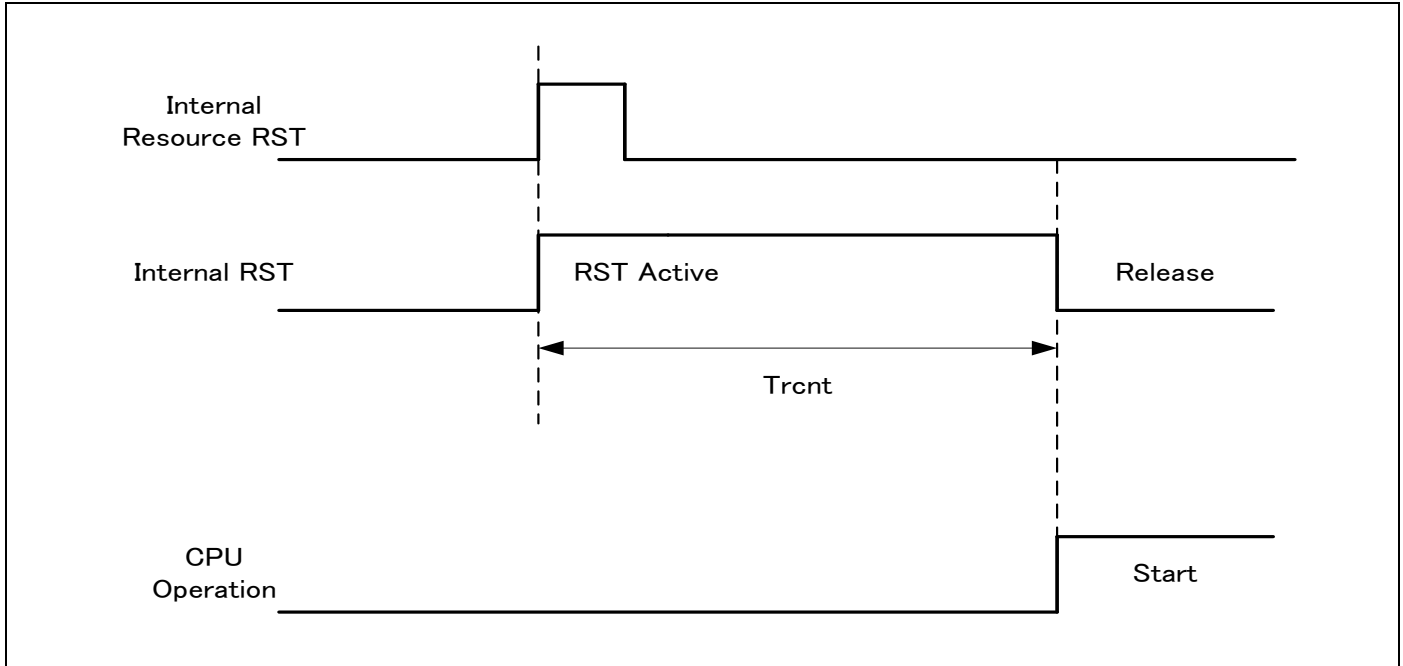 Internal
Resource RST
Internal RST
RST Active
Release
Trcnt
CPU
Operation
Start